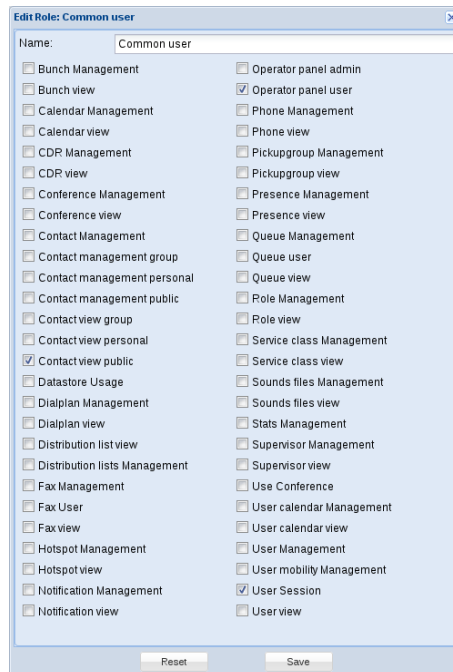 Edit Role: Common user
Name: Common user
Bunch Management
Bunch view
Calendar Management
Calendar view
CDR Management
CDR view
Conference Management
Conference view
Contact Management
Contact management group
Contact management personal
Contact management public
Contact view group
Contact view personal
Contact view public
Datastore Usage
Dialplan Management
Dialplan view
Distribution list view
Distribution lists Management
Fax Management
Fax User
Fax view
Hotspot Management
Hotspot view
Notification Management
Notification view
Operator panel admin
Operator panel user
Phone Management
Phone view
Pickupgroup Management
Pickupgroup view
Presence Management
Presence view
Queue Management
Queue user
Queue view
Role Management
Role view
Service class Management
Service class view
Sounds files Management
Sounds files view
Stats Management
Supervisor Management
Supervisor view
Use Conference
User calendar Management
User calendar view
User Management
User mobility Management
User Session
User view
Reset
Save